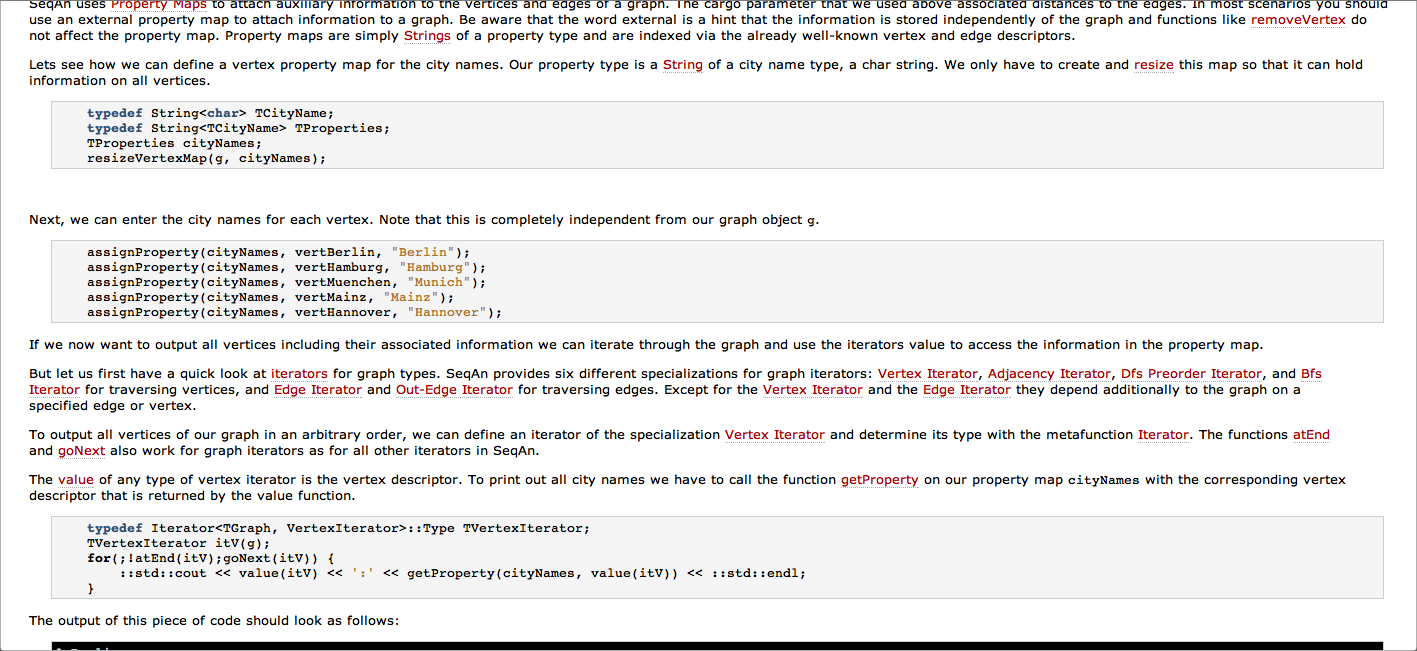 SeqAn uses Property Maps to attach auxiliary information to the vertices and edges of a graph. The cargo parameter that we used above associated distances to the edges. In most scenarios you should
use an external property map to attach information to a graph. Be aware that the word external is a hint that the information is stored independently of the graph and functions like removeVertex do
not affect the property map. Property maps are simply Strings of a property type and are indexed via the already well-known vertex and edge descriptors.
Lets see how we can define a vertex property map for the city names. Our property type is a String of a city name type, a char string. We only have to create and resize this map so that it can hold
information on all vertices.
typedef String<char> TCityName;
typedef String<TCityName> TProperties;
TProperties cityNames;
resizeVertexMap(g, cityNames);
Next, we can enter the city names for each vertex. Note that this is completely independent from our graph object g.
assignProperty(cityNames, vertBerlin, "Berlin");
assignProperty(cityNames, vertHamburg, "Hamburg");
assignProperty(cityNames, vertMuenchen, "Munich");
assignProperty(cityNames, vertMainz, "Mainz");
assignProperty(cityNames, vertHannover, "Hannover");
If we now want to output all vertices including their associated information we can iterate through the graph and use the iterators value to access the information in the property map.
But let us first have a quick look at iterators for graph types. SeqAn provides six different specializations for graph iterators: Vertex Iterator, Adjacency Iterator, Dfs Preorder Iterator, and Bfs
Iterator for traversing vertices, and Edge Iterator and Out-Edge Iterator for traversing edges. Except for the Vertex Iterator and the Edge Iterator they depend additionally to the graph on a
specified edge or vertex.
To output all vertices of our graph in an arbitrary order, we can define an iterator of the specialization Vertex Iterator and determine its type with the metafunction Iterator. The functions atEnd
and goNext also work for graph iterators as for all other iterators in SeqAn.
The value of any type of vertex iterator is the vertex descriptor. To print out all city names we have to call the function getProperty on our property map cityNames with the corresponding vertex
descriptor that is returned by the value function.
typedef Iterator<TGraph, VertexIterator>::Type TVertexIterator;
TVertexIterator itV(g);
for(;!atEnd(itV);goNext(itV)) {
::std::cout << value(itV) << ':' << getProperty(cityNames, value(itV)) << ::std::endl;
}
The output of this piece of code should look as follows: